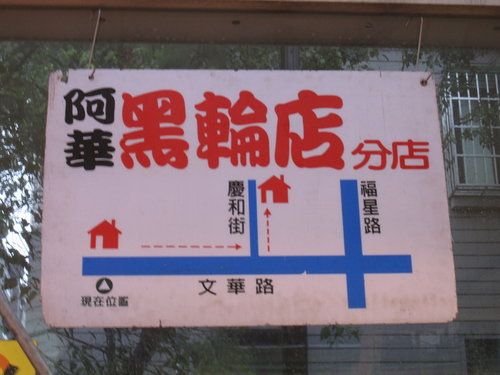 阿華黑輪店分店
慶和街
福星路
文華路
現在位置